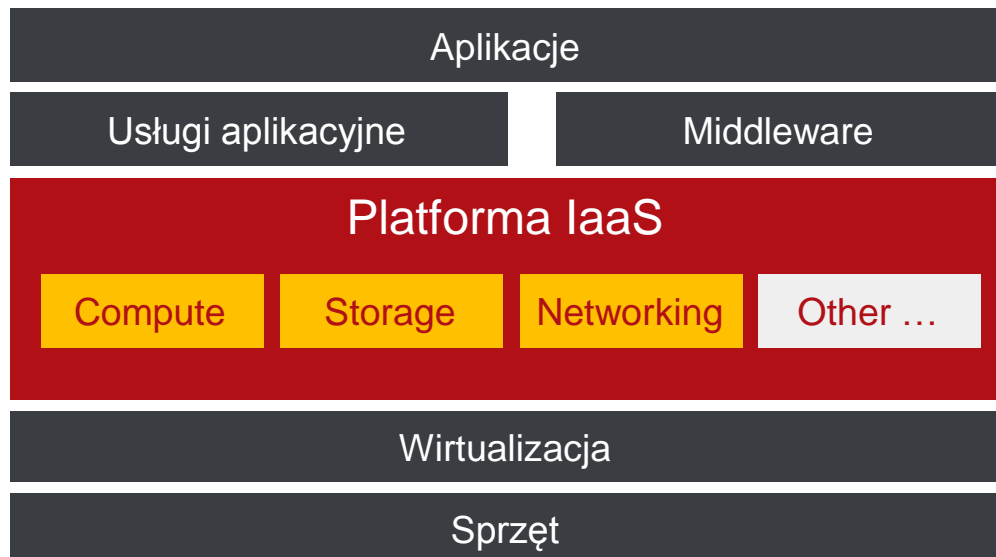 Aplikacje
Usługi aplikacyjne
Middleware
Platforma IaaS
Compute
Storage
Networking
Other …
Wirtualizacja
Sprzęt